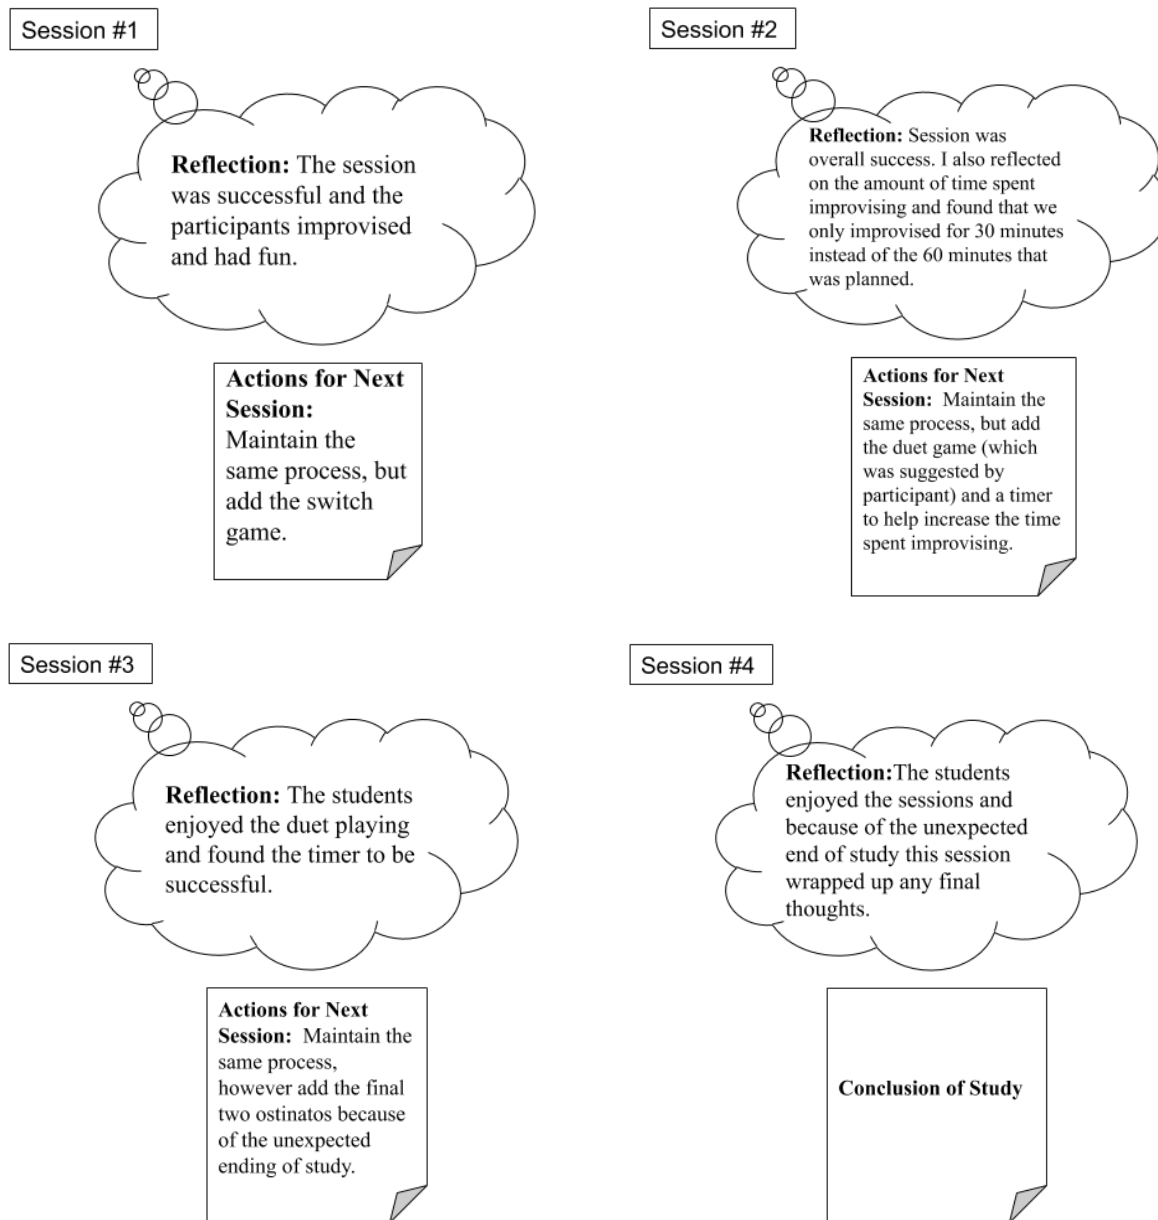 Session #1
Reflection: The session
was successful and the
participants improvised
and had fun.
Actions for Next
Session:
Maintain the
same process, but
add the switch
game.
Session #2
Reflection: Session was
overall success. I also reflected
on the amount of time spent
improvising and found that we
only improvised for 30 minutes
instead of the 60 minutes that
was planned.
Actions for Next
Session: Maintain the
same process, but add
the duet game (which
was suggested by
participant) and a timer
to help increase the time
spent improvising.
Session #3
Reflection: The students
enjoyed the duet playing
and found the timer to be
successful.
Actions for Next
Session: Maintain the
same process,
however add the final
two ostinatos because
of the unexpected
ending of study.
Session #4
Reflection:The students
enjoyed the sessions and
because of the unexpected
end of study this session
wrapped up any final
thoughts.
Conclusion of Study